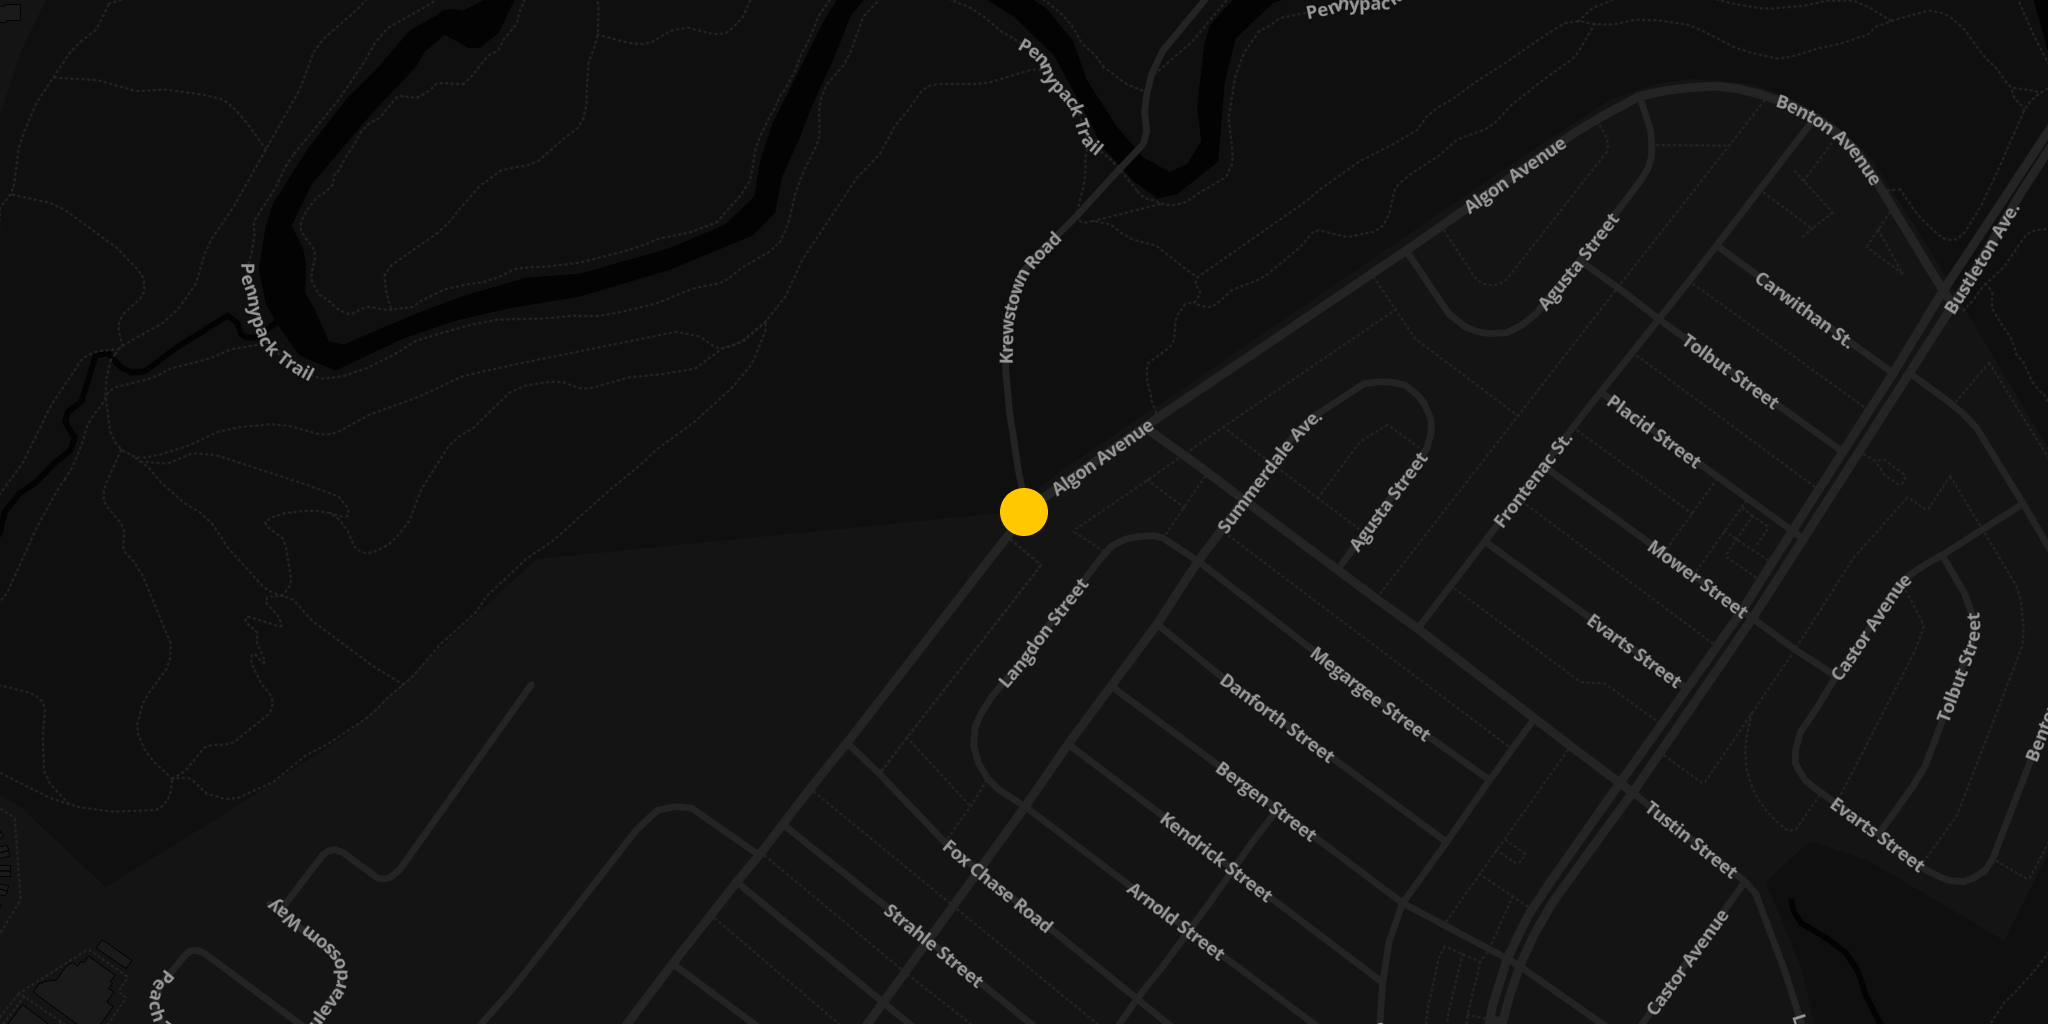 Pennypack
Pennypack Trail
Benton Avenue
Algon Avenue
Bustleton Ave.
Agusta Street
Krewstown Road
Pennypack Trail
Carwithan St.
Tolbut Street
Placid Street
Algon Avenue
Summerdale Ave.
Agusta Street
Frontenac St.
Mower Street
Langdon Street
Evarts Street
Castor Avenue
Tolbut Street
Megargee Street
Danforth Street
Bergen Street
Kendrick Street
Evarts Street
Tustin Street
Fox Chase Road
Arnold Street
Strahle Street
Castor Avenue
Way
Peach